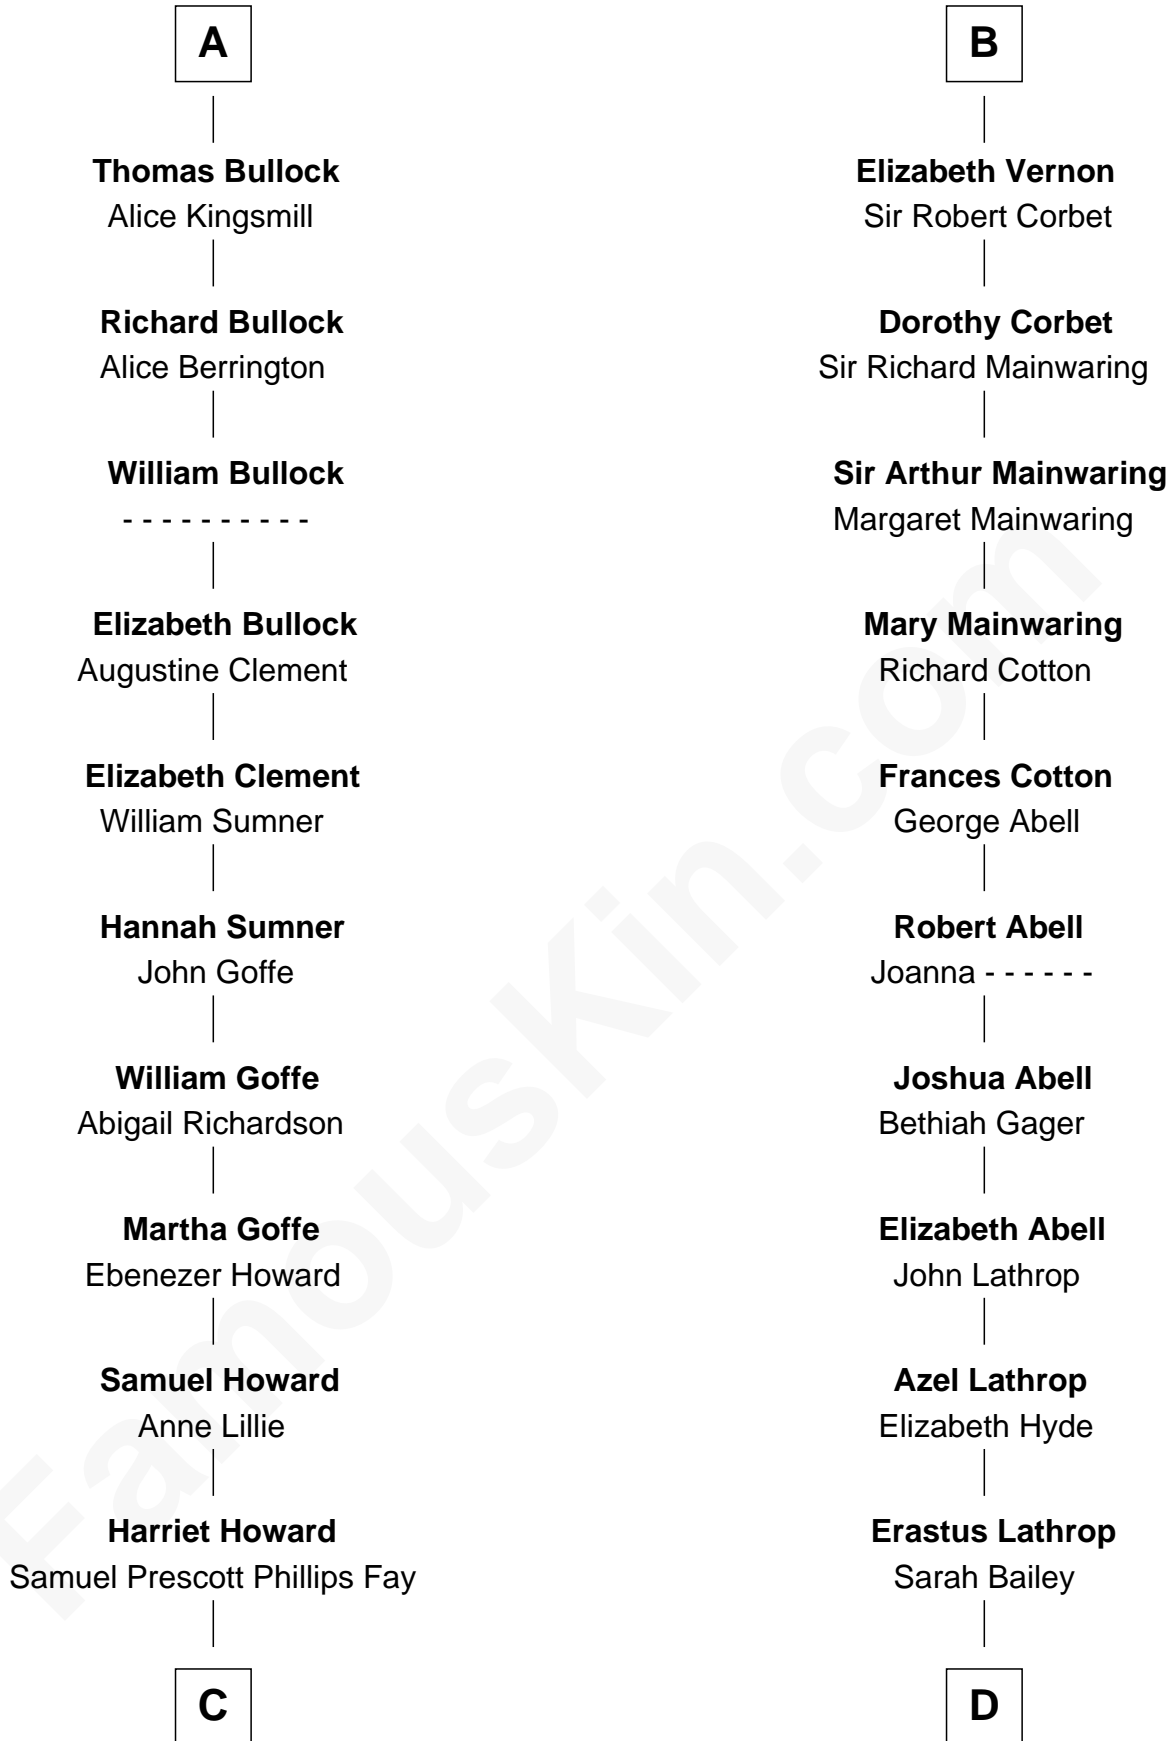 A
Thomas Bullock
Alice Kingsmill
Richard Bullock
Alice Berrington
William Bullock
- - - - - - - - - -
Elizabeth Bullock
Augustine Clement
Elizabeth Clement
William Sumner
Hannah Sumner
John Goffe
William Goffe
Abigail Richardson
Martha Goffe
Ebenezer Howard
Samuel Howard
Anne Lillie
Harriet Howard
Samuel Prescott Phillips Fay
C
B
Elizabeth Vernon
Sir Robert Corbet
Dorothy Corbet
Sir Richard Mainwaring
Sir Arthur Mainwaring
Margaret Mainwaring
Mary Mainwaring
Richard Cotton
Frances Cotton
George Abell
Robert Abell
Joanna - - - - - -
Joshua Abell
Bethiah Gager
Elizabeth Abell
John Lathrop
Azel Lathrop
Elizabeth Hyde
Erastus Lathrop
Sarah Bailey
D
FamousKin.com